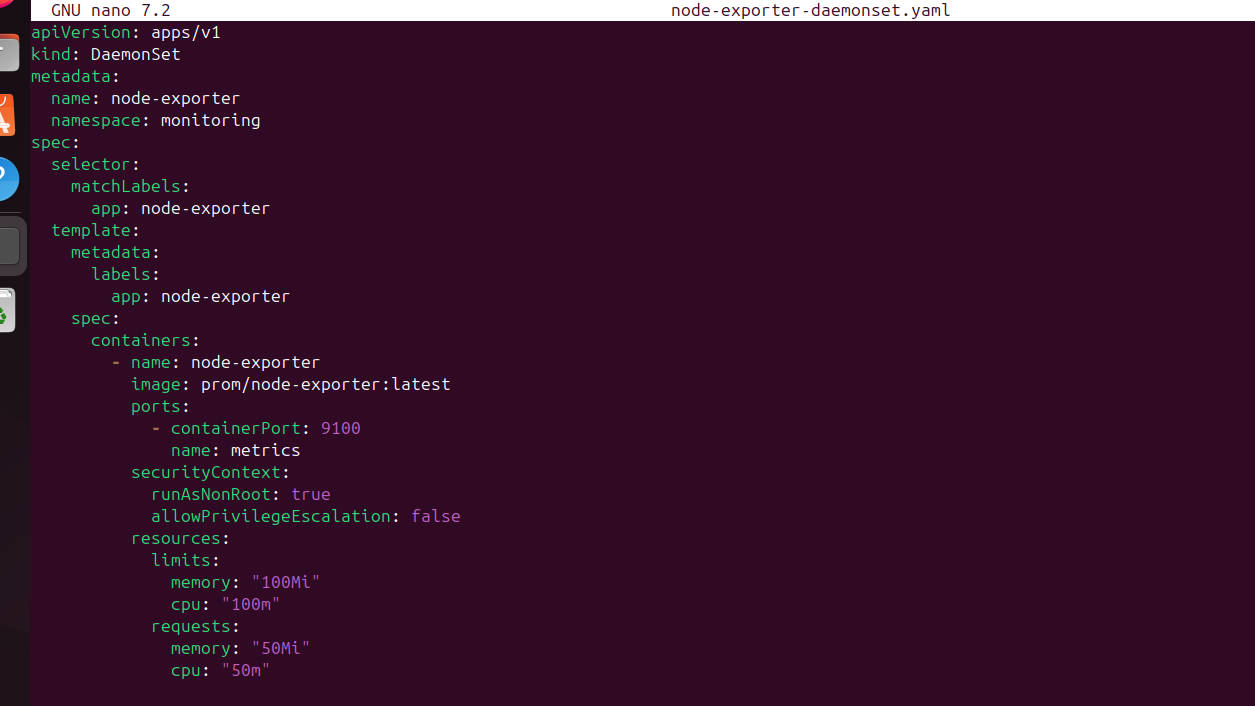 GNU nano 7.2 node-exporter-daemonset.yaml
apiVersion: apps/v1
kind: DaemonSet
metadata:
  name: node-exporter
  namespace: monitoring
spec:
  selector:
    matchLabels:
      app: node-exporter
  template:
    metadata:
      labels:
        app: node-exporter
    spec:
      containers:
        - name: node-exporter
          image: prom/node-exporter:latest
          ports:
            - containerPort: 9100
              name: metrics
          securityContext:
            runAsNonRoot: true
            allowPrivilegeEscalation: false
          resources:
            limits:
              memory: "100Mi"
              cpu: "100m"
            requests:
              memory: "50Mi"
              cpu: "50m"